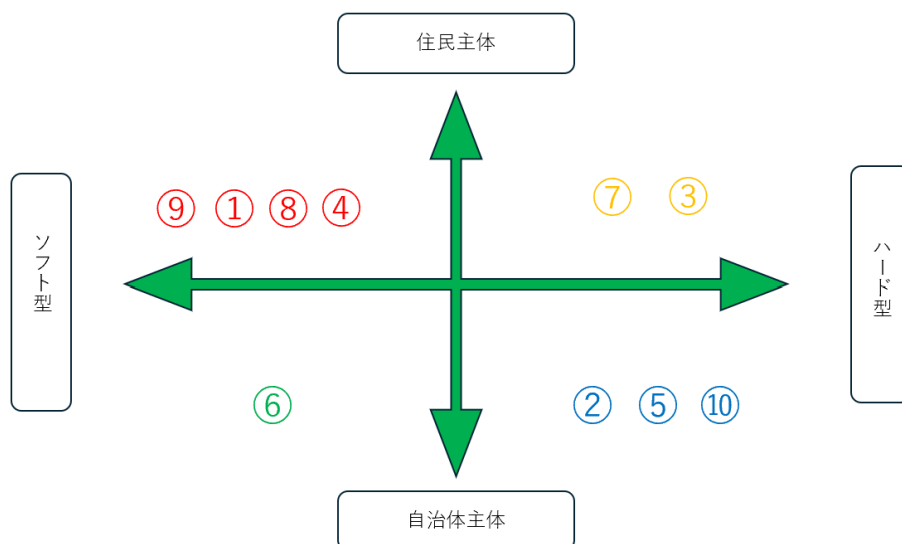 住民主体
ソフト型
⑨ ① ⑧ ④
⑦ ③
ハード型
⑥
② ⑤ ⑩
自治体主体